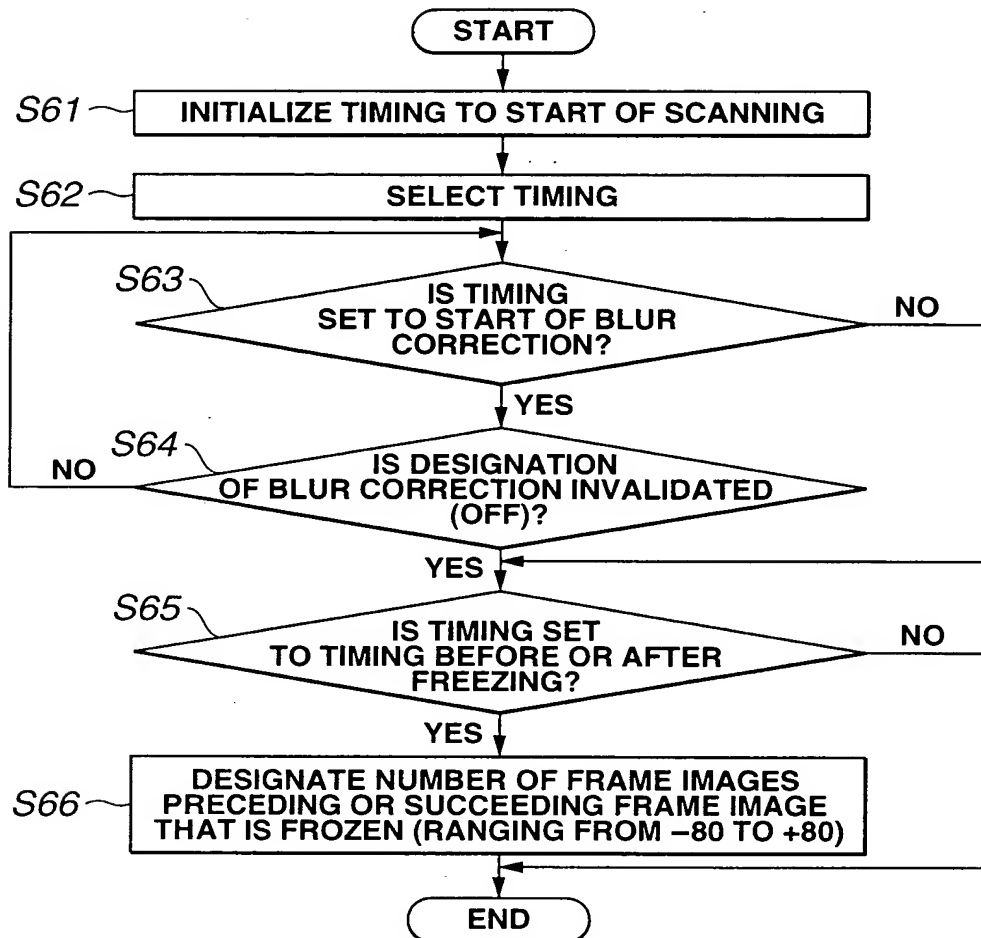 START
S61
INITIALIZE TIMING TO START OF SCANNING
S62
SELECT TIMING
S63
IS TIMING
SET TO START OF BLUR
CORRECTION?
NO
YES
S64
NO
IS DESIGNATION
OF BLUR CORRECTION INVALIDATED
(OFF)?
YES
S65
IS TIMING SET
TO TIMING BEFORE OR AFTER
FREEZING?
NO
YES
S66
DESIGNATE NUMBER OF FRAME IMAGES
PRECEDING OR SUCCEEDING FRAME IMAGE
THAT IS FROZEN (RANGING FROM –80 TO +80)
END